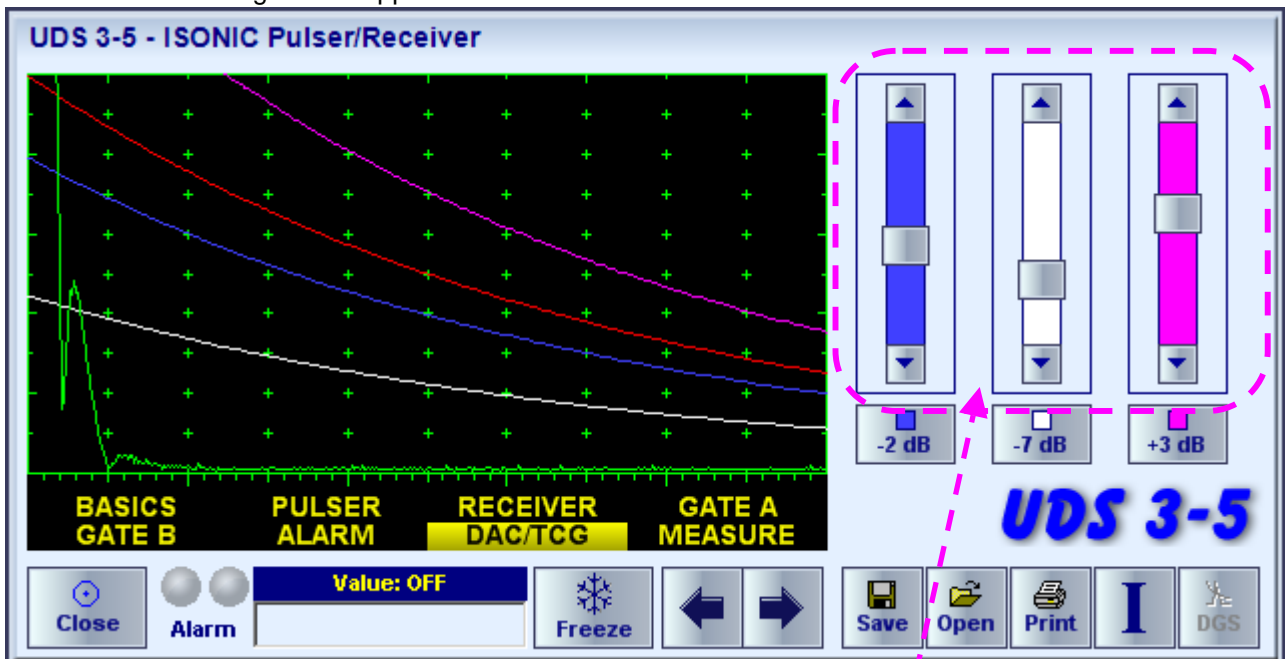 UDS 3-5 - ISONIC Pulser/Receiver
-2 dB -7 dB +3 dB
BASICS PULSER RECEIVER GATE A
GATE B ALARM DAC/TCG MEASURE
UDS 3-5
Close Alarm Value: OFF Freeze Save Open Print I DGS